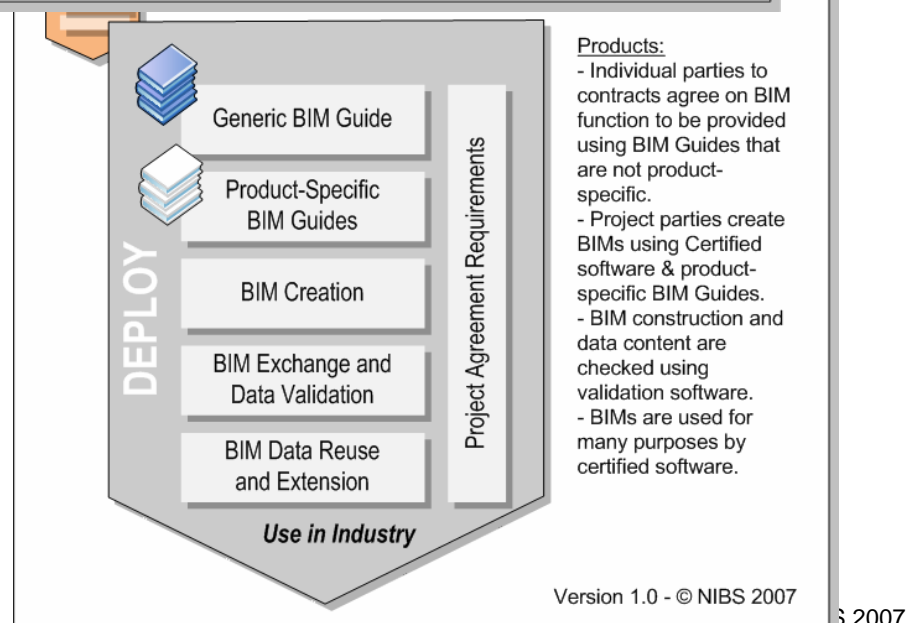 DEPLOY
Generic BIM Guide
Product-Specific
BIM Guides
BIM Creation
BIM Exchange and
Data Validation
BIM Data Reuse
and Extension
Project Agreement Requirements
Use in Industry
Products:
- Individual parties to
contracts agree on BIM
function to be provided
using BIM Guides that
are not product-
specific.
- Project parties create
BIMs using Certified
software & product-
specific BIM Guides.
- BIM construction and
data content are
checked using
validation software.
- BIMs are used for
many purposes by
certified software.
Version 1.0 - © NIBS 2007
S 2007